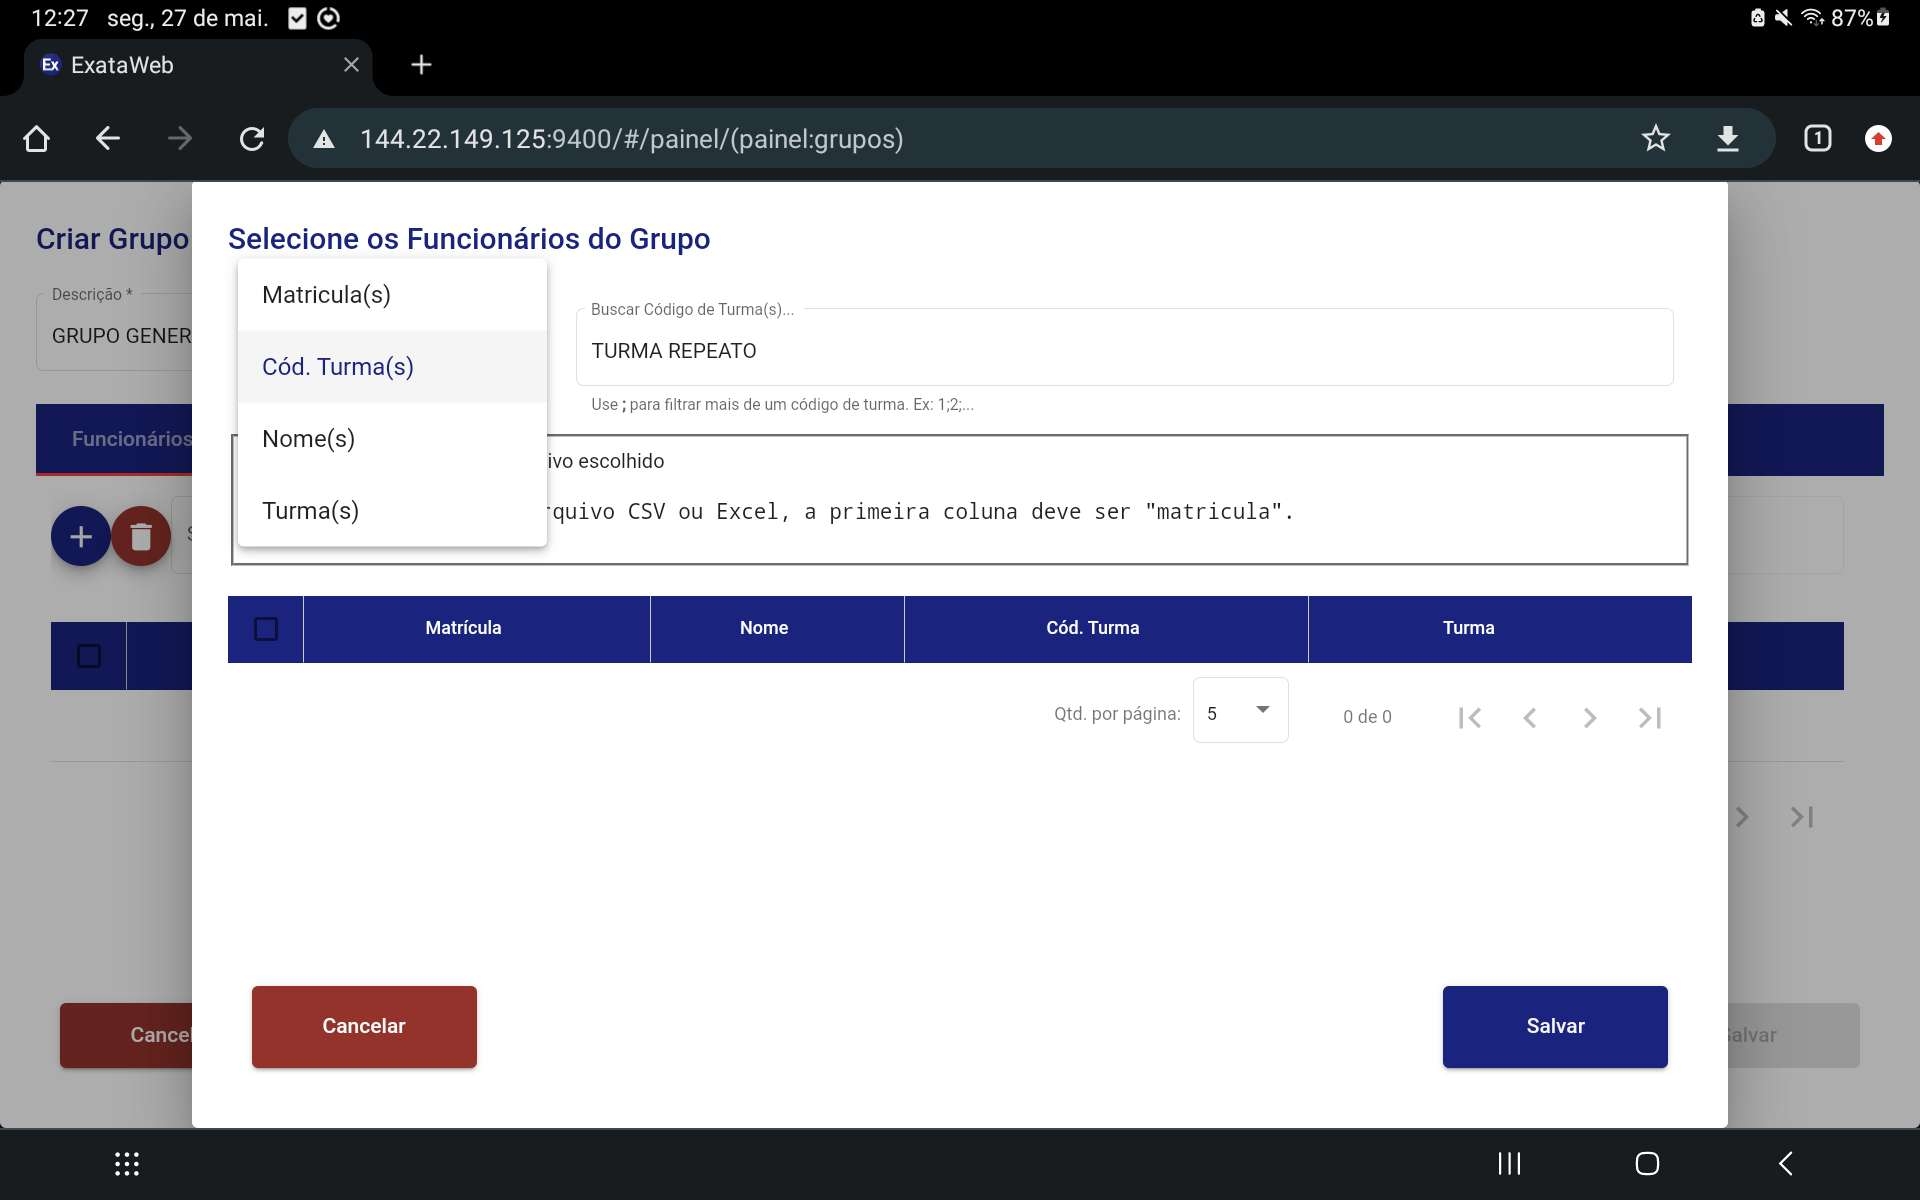 12:27 seg., 27 de mai. 87%
Ex ExataWeb
144.22.149.125:9400/#/painel/(painel:grupos) 1
Criar Grupo
Selecione os Funcionários do Grupo
Descrição *
GRUPO GENER
Matricula(s)
Cód. Turma(s)
Nome(s)
Turma(s)
Buscar Código de Turma(s)...
TURMA REPEATO
Use ; para filtrar mais de um código de turma. Ex: 1;2;...
Funcionários
ivo escolhido
rquivo CSV ou Excel, a primeira coluna deve ser "matricula".
Matrícula Nome Cód. Turma Turma
Qtd. por página: 5 0 de 0
Cancel
Cancelar
Salvar
alvar